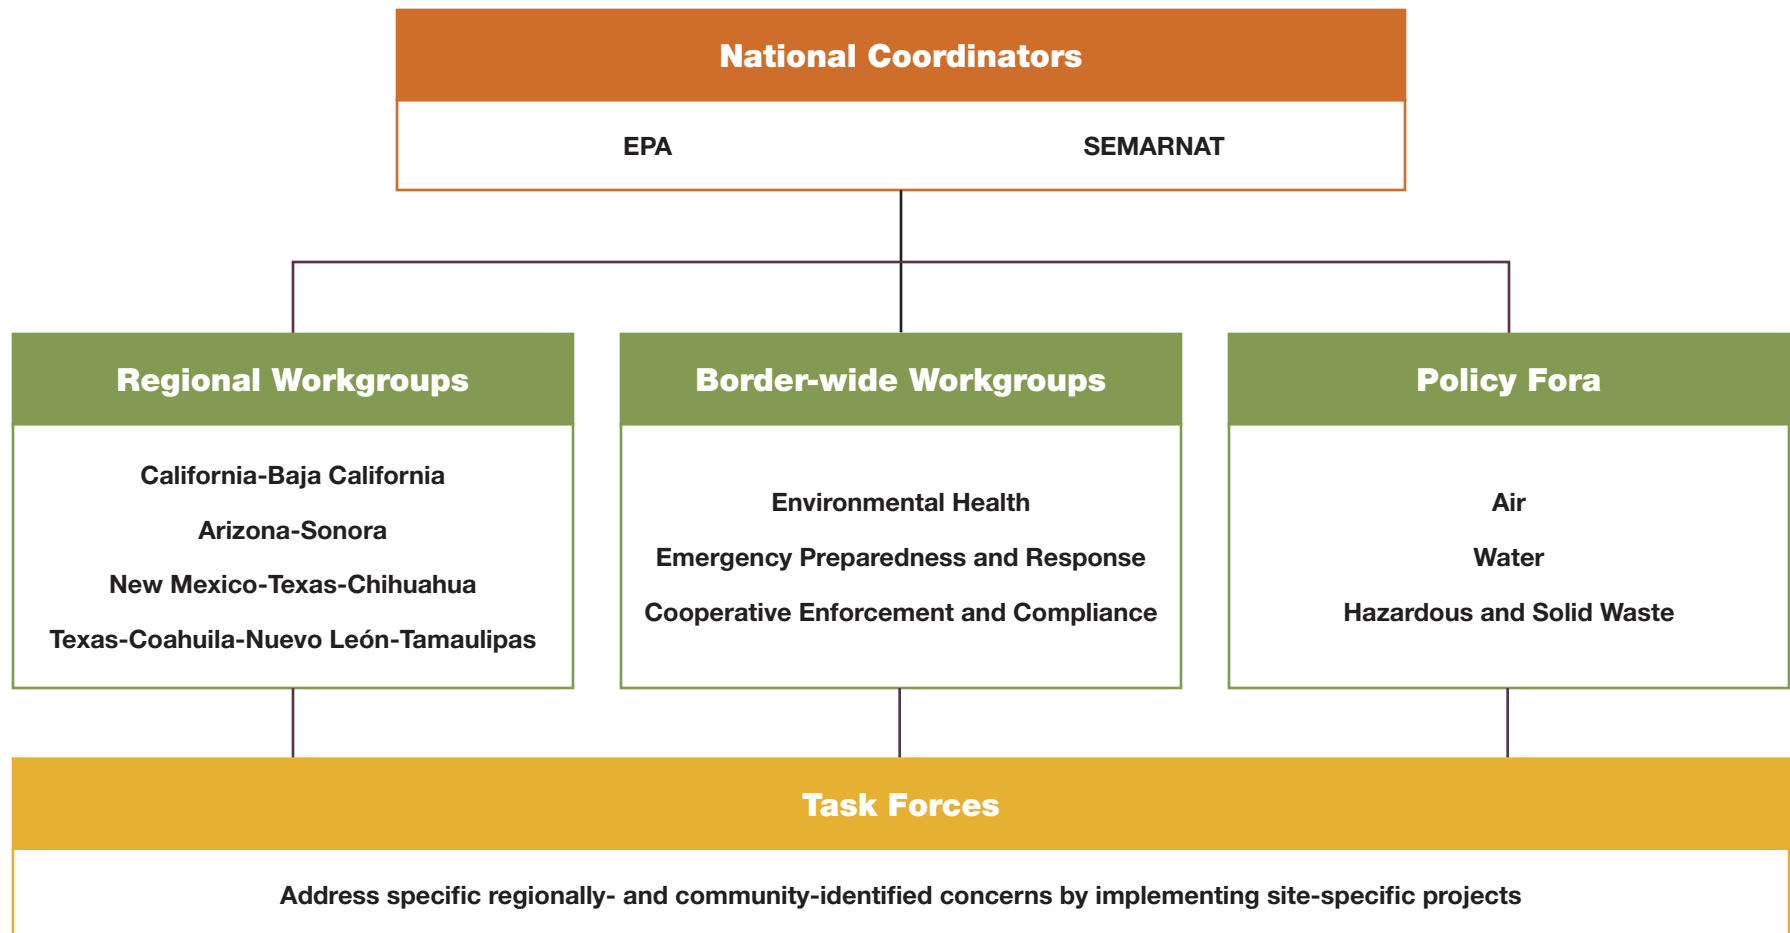 National Coordinators
EPA
SEMARNAT
Regional Workgroups
California-Baja California
Arizona-Sonora
New Mexico-Texas-Chihuahua
Texas-Coahuila-Nuevo León-Tamaulipas
Border-wide Workgroups
Environmental Health
Emergency Preparedness and Response
Cooperative Enforcement and Compliance
Policy Fora
Air
Water
Hazardous and Solid Waste
Task Forces
Address specific regionally- and community-identified concerns by implementing site-specific projects